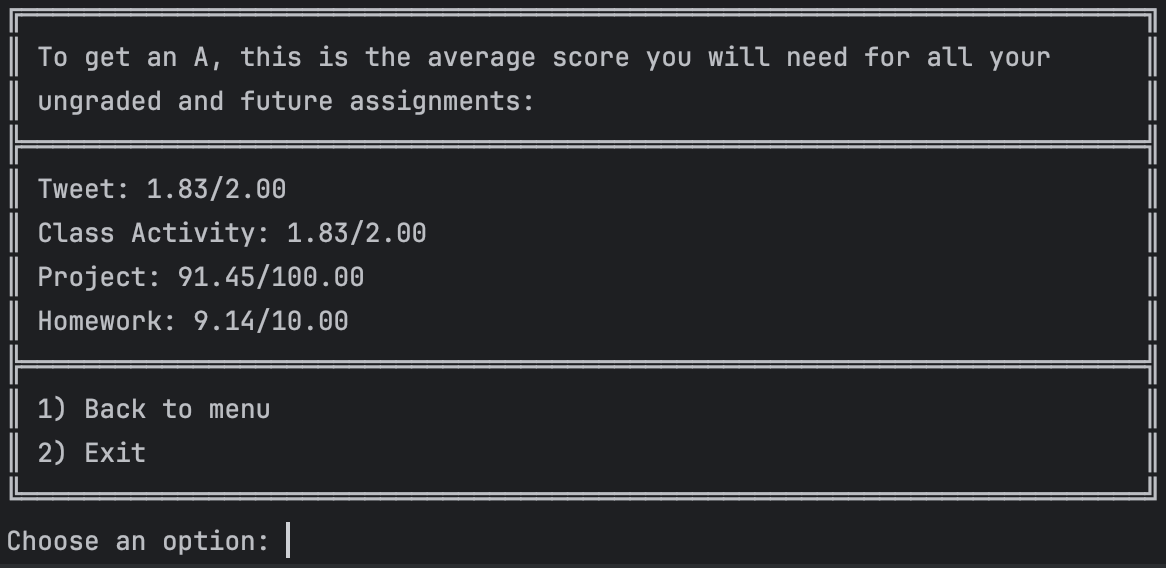 To get an A, this is the average score you will need for all your
ungraded and future assignments:
Tweet: 1.83/2.00
Class Activity: 1.83/2.00
Project: 91.45/100.00
Homework: 9.14/10.00
1) Back to menu
2) Exit
Choose an option: